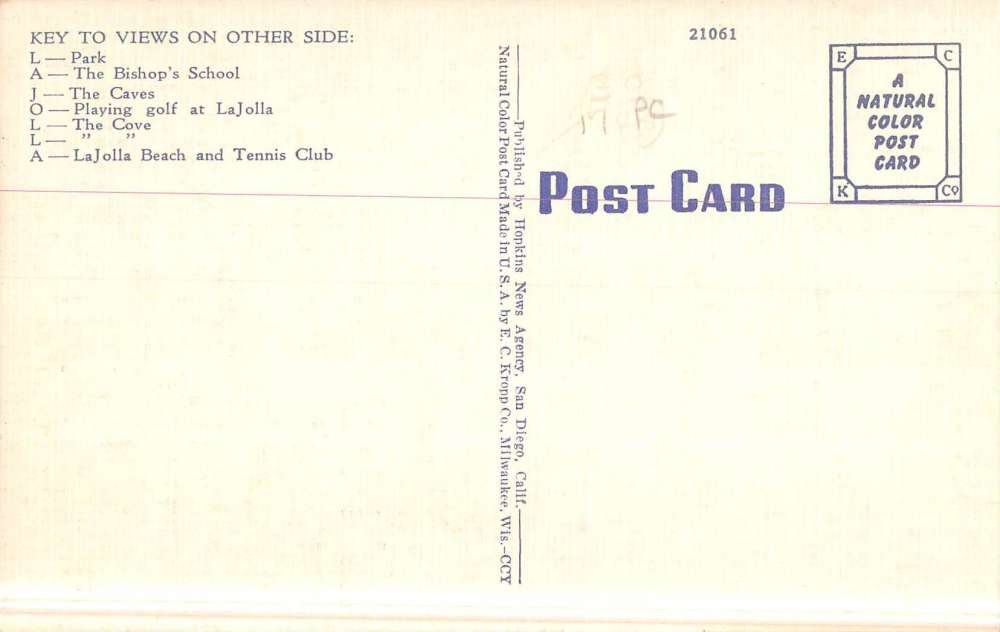 KEY TO VIEWS ON OTHER SIDE:
L — Park
A — The Bishop's School
J — The Caves
O — Playing golf at LaJolla
L — The Cove
L — " "
A — LaJolla Beach and Tennis Club
Published by Hopkins News Agency, San Diego, Calif.
Natural Color Post Card Made in U. S. A. by E. C. Kropp Co., Milwaukee, Wis.-CCY
21061
PC
POST CARD
E C
A
NATURAL
COLOR
POST
CARD
K Co